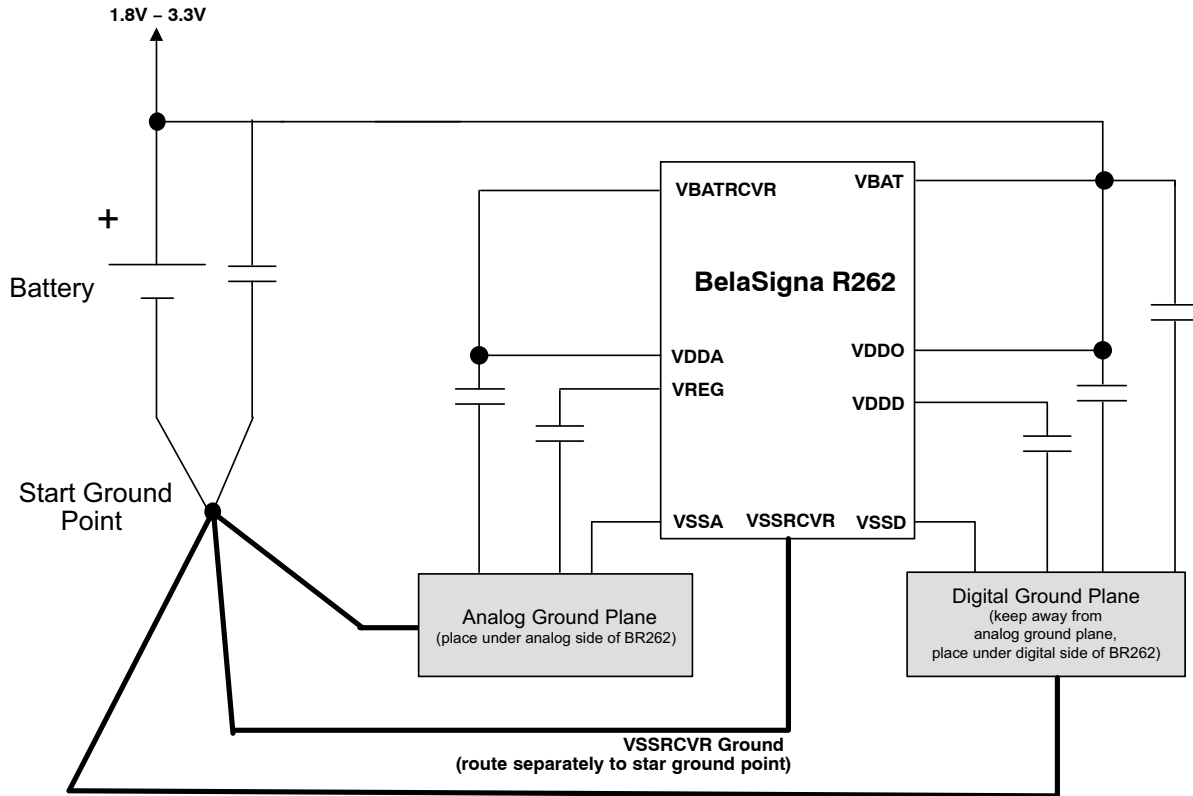 1.8V – 3.3V
+
Battery
Start Ground
Point
VBATRCVR
VBAT
BelaSigna R262
VDDA
VDDO
VREG
VDDD
VSSA
VSSRCVR
VSSD
Analog Ground Plane
(place under analog side of BR262)
Digital Ground Plane
(keep away from
analog ground plane,
place under digital side of BR262)
VSSRCVR Ground
(route separately to star ground point)